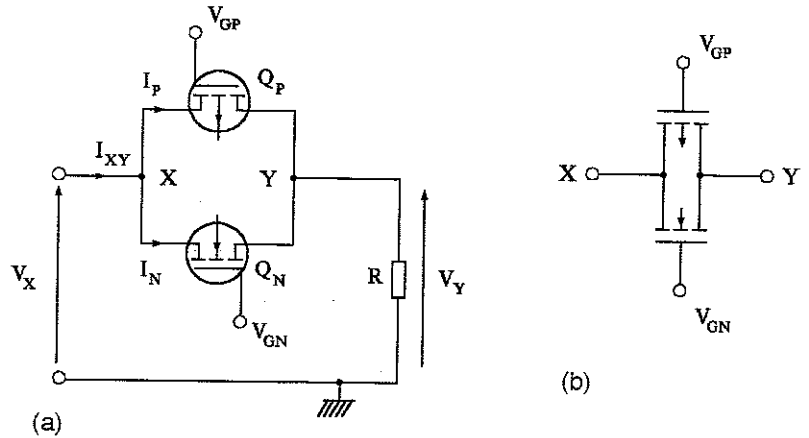 V_GP
I_P
Q_P
I_XY
X
Y
V_X
I_N
Q_N
V_GN
R
V_Y
(a)
V_GP
X
Y
V_GN
(b)